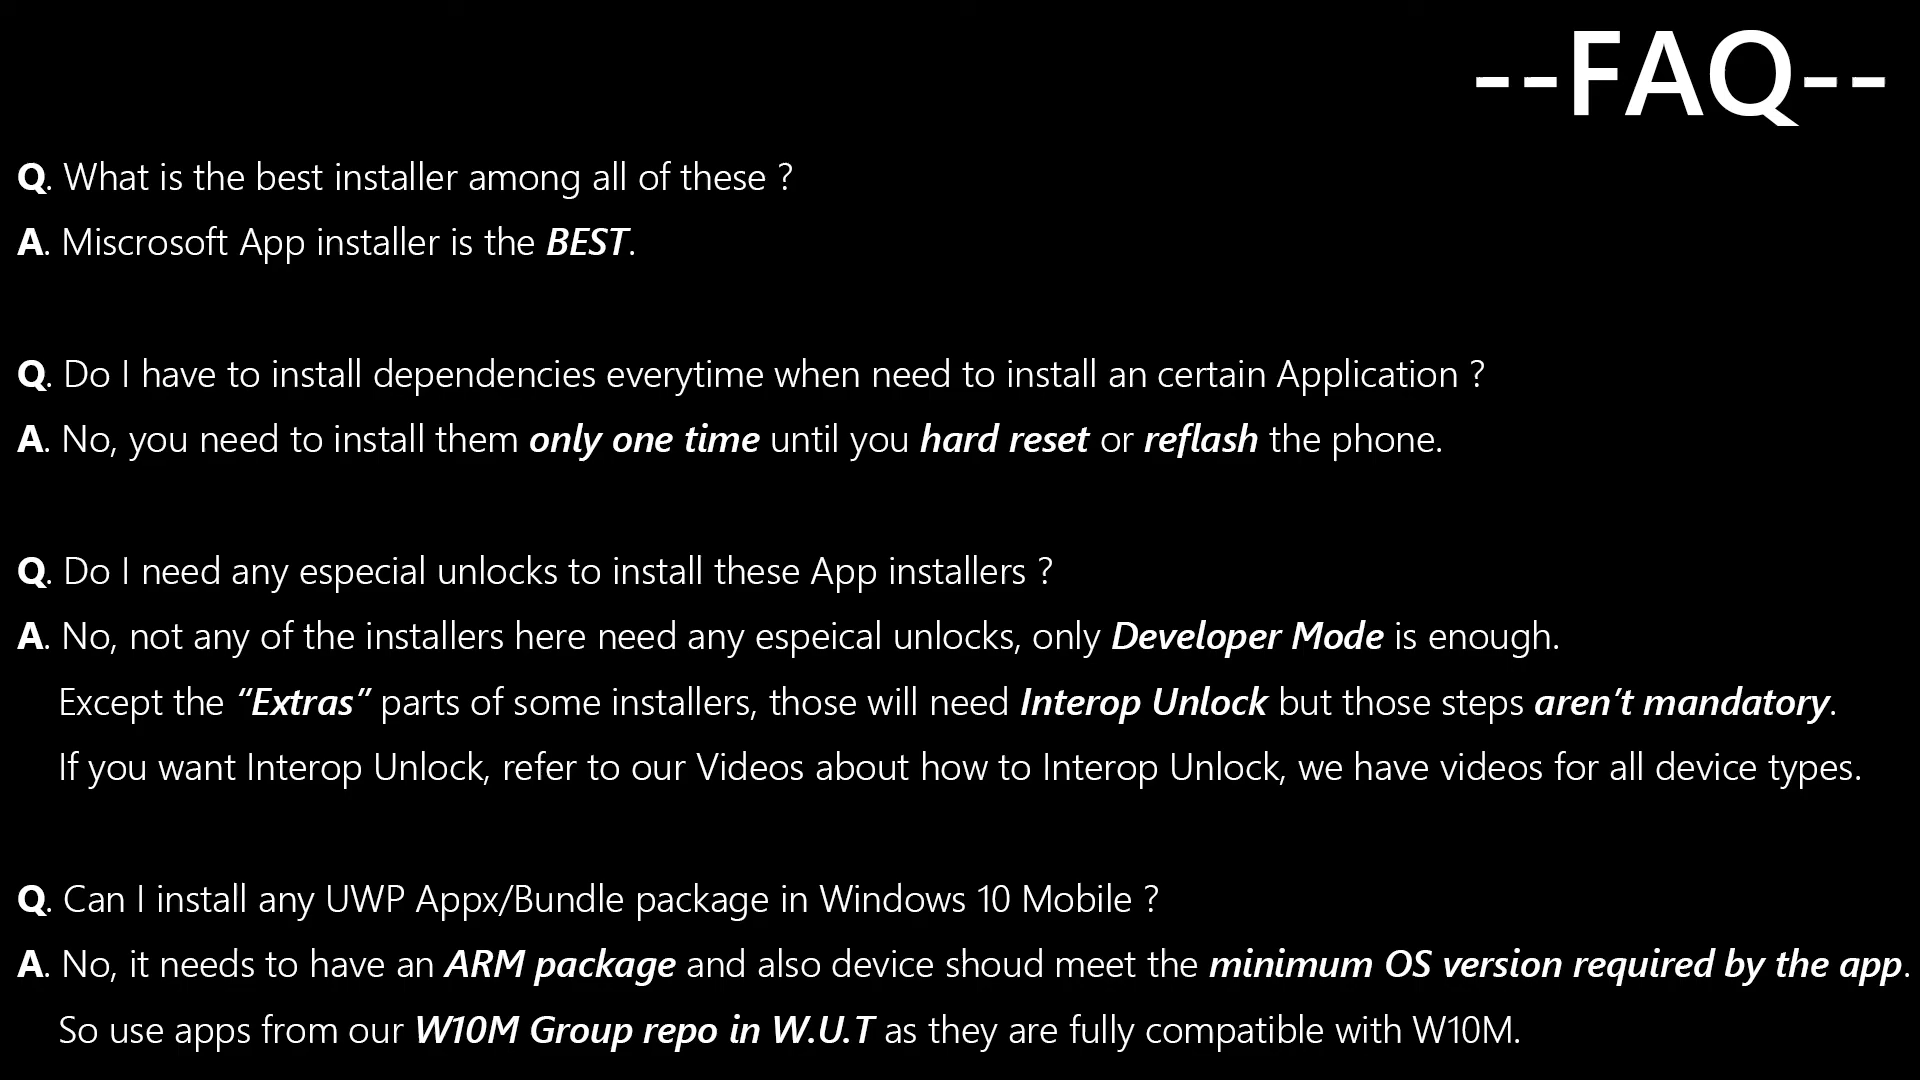 --FAQ--
Q. What is the best installer among all of these ?
A. Miscrosoft App installer is the BEST.
Q. Do I have to install dependencies everytime when need to install an certain Application ?
A. No, you need to install them only one time until you hard reset or reflash the phone.
Q. Do I need any especial unlocks to install these App installers ?
A. No, not any of the installers here need any espeical unlocks, only Developer Mode is enough.
Except the “Extras” parts of some installers, those will need Interop Unlock but those steps aren’t mandatory.
If you want Interop Unlock, refer to our Videos about how to Interop Unlock, we have videos for all device types.
Q. Can I install any UWP Appx/Bundle package in Windows 10 Mobile ?
A. No, it needs to have an ARM package and also device shoud meet the minimum OS version required by the app.
So use apps from our W10M Group repo in W.U.T as they are fully compatible with W10M.